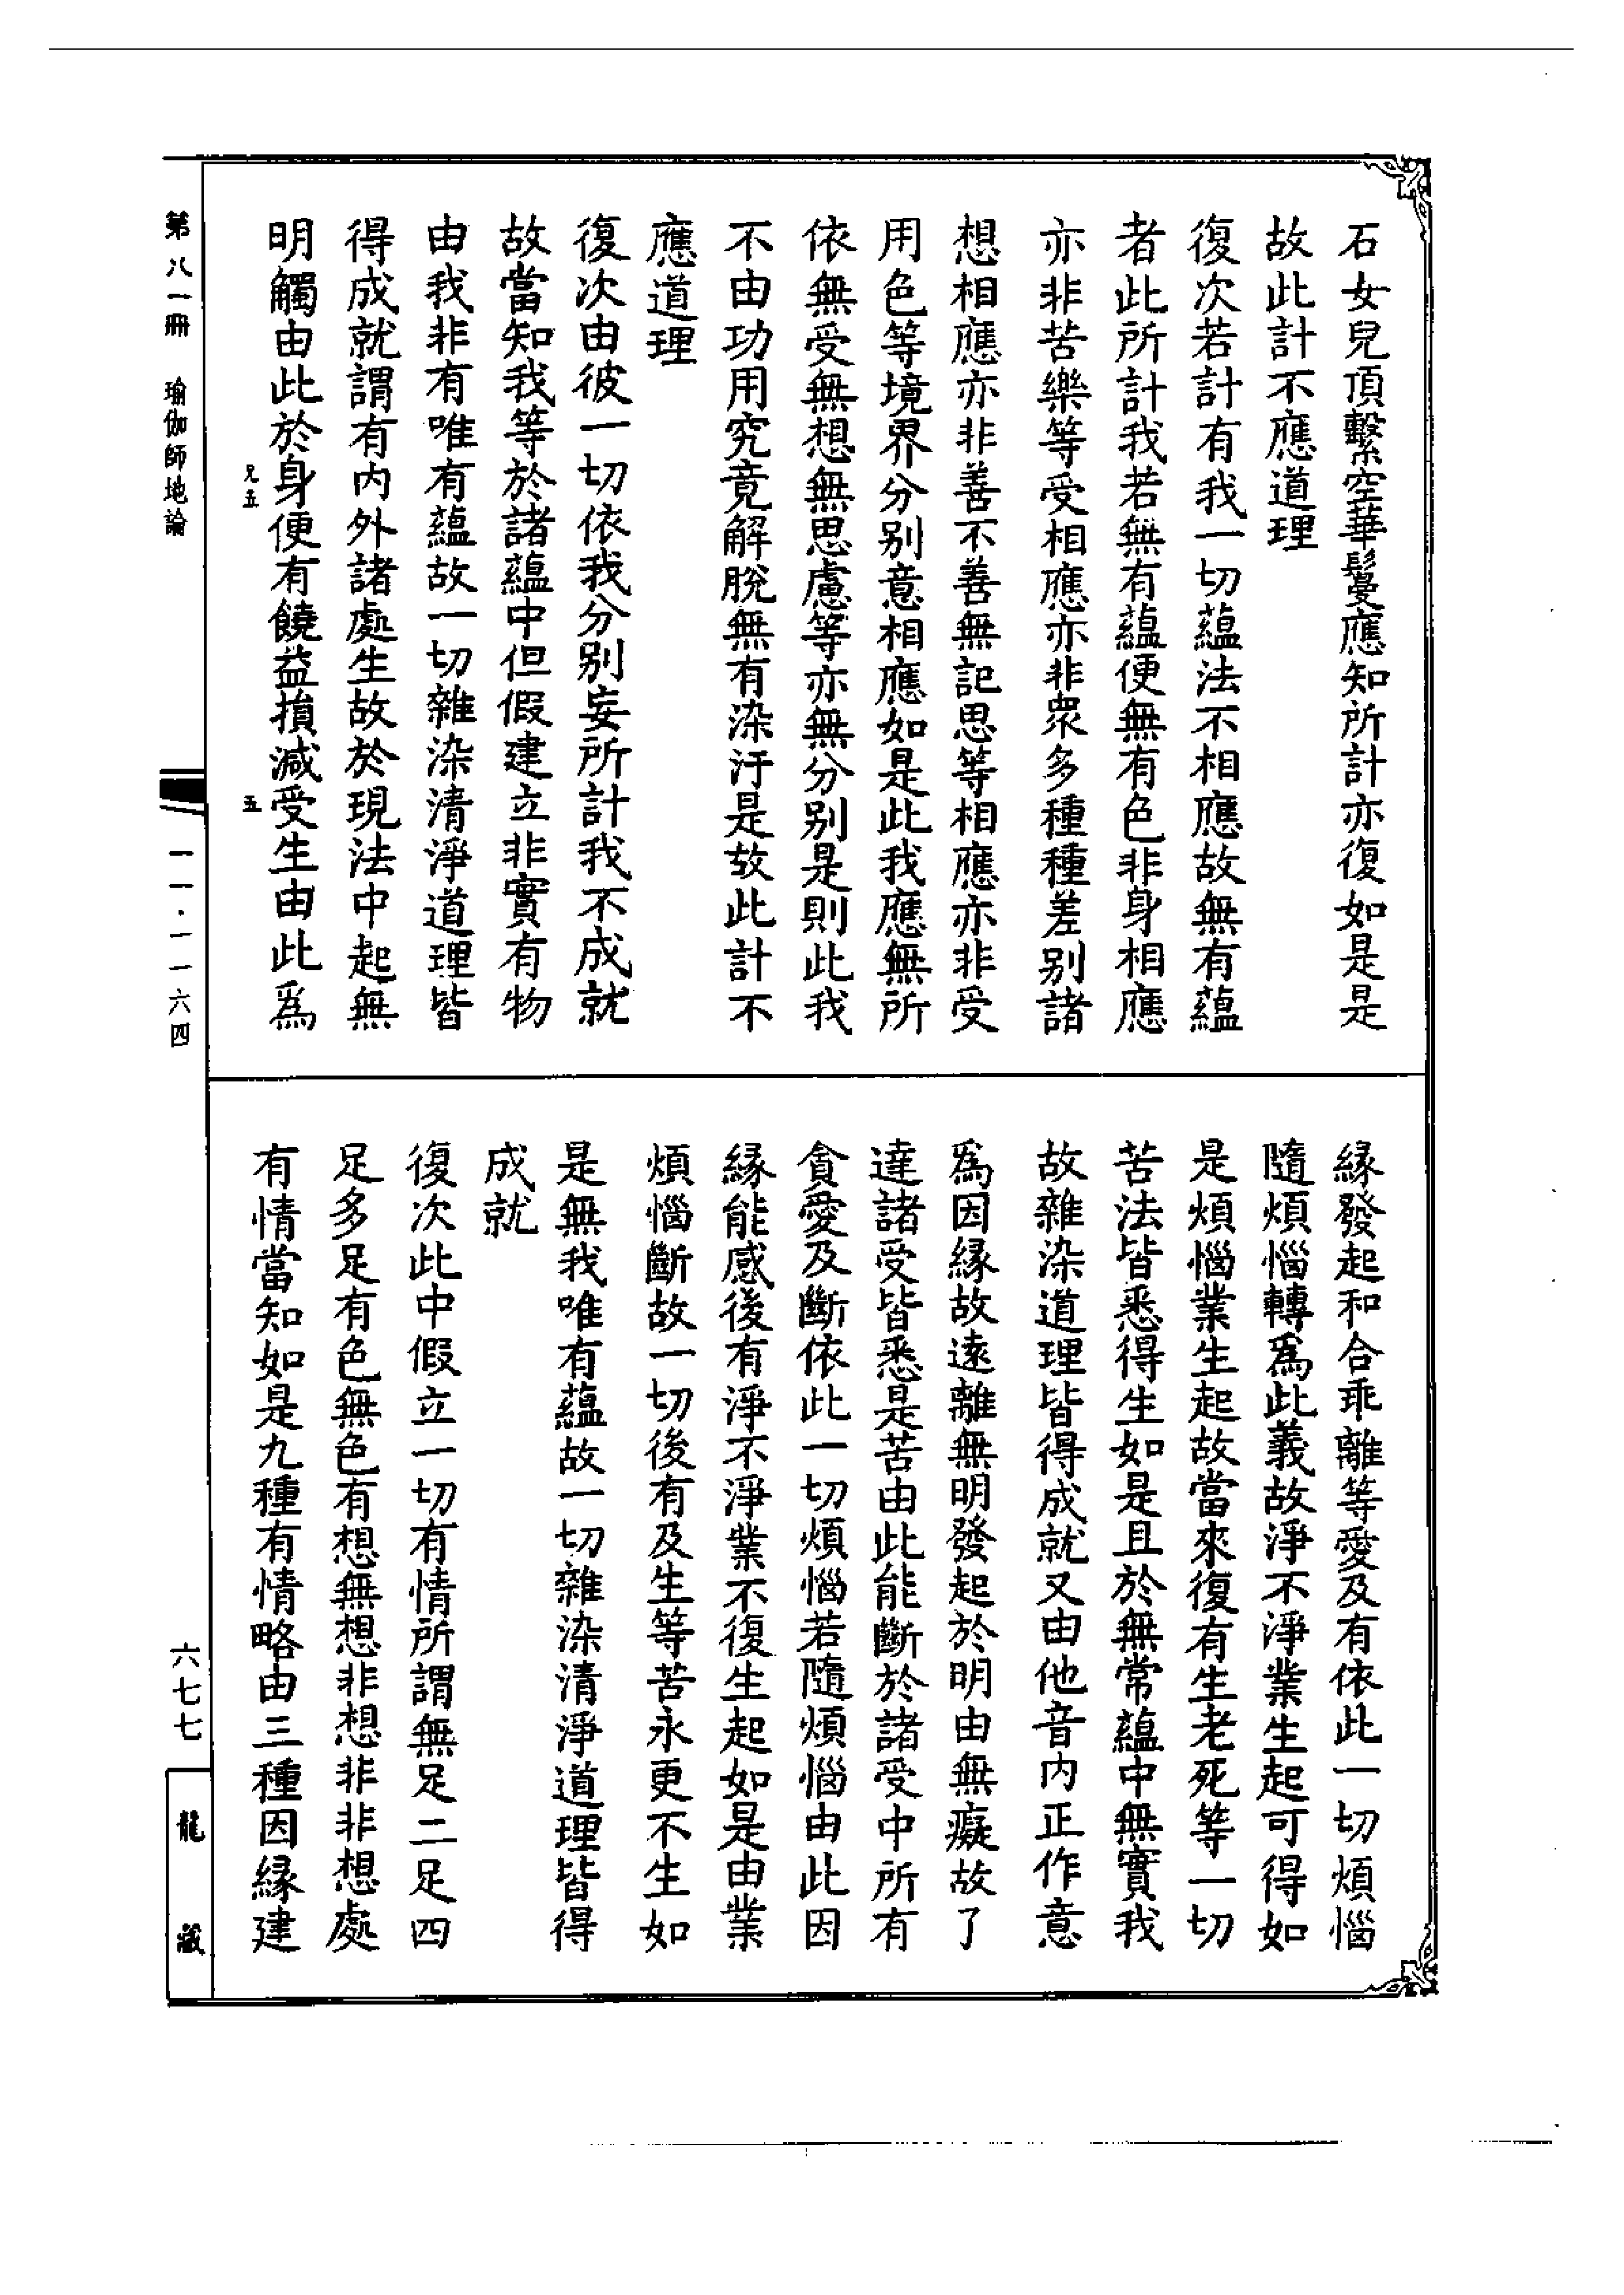 石女兒頂繫空華鬘應知所計亦復如是是
故此計不應道理
復次若計有我一切蘊法不相應故無有蘊
者此所計我若無有蘊便無有色非身相應
亦非苦樂等受相應亦非衆多種種差别諸
想相應亦非善不善無記思等相應亦非受
用色等境界分别意相應如是此我應無所
依無受無想無思慮等亦無分别是則此我
不由功用究竟解脫無有染汙是故此計不
應道理
復次由彼一切依我分别妄所計我不成就
故當知我等於諸蘊中但假建立非實有物
由我非有唯有蘊故一切雜染清淨道理皆
得成就謂有内外諸處生故於現法中起無
明觸由此於身便有饒益損減受生由此爲
緣發起和合乖離等愛及有依此一切煩惱
隨煩惱轉爲此義故淨不淨業生起可得如
是煩惱業生起故當來復有生老死等一切
苦法皆悉得生如是且於無常蘊中無實我
故雜染道理皆得成就又由他音内正作意
爲因緣故遠離無明發起於明由無癡故了
達諸受皆悉是苦由此能斷於諸受中所有
貪愛及斷依此一切煩惱若隨煩惱由此因
緣能感後有淨不淨業不復生起如是由業
煩惱斷故一切後有及生等苦永更不生如
是無我唯有蘊故一切雜染清淨道理皆得
成就
復次此中假立一切有情所謂無足二足四
足多足有色無色有想無想非想非非想處
有情當知如是九種有情略由三種因緣建
兄五
五
第八一冊 瑜伽師地論
一一·一一六四
六七七
龍藏